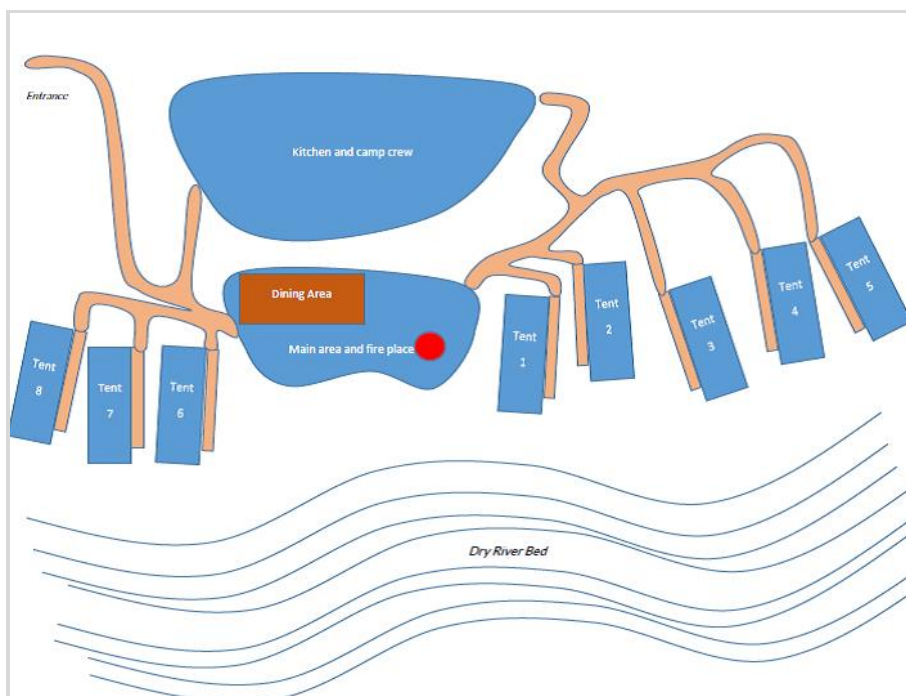 Entrance
Kitchen and camp crew
Dining Area
Main area and fire place
Tent
1
Tent
2
Tent
3
Tent
4
Tent
5
Tent
6
Tent
7
Tent
8
Dry River Bed